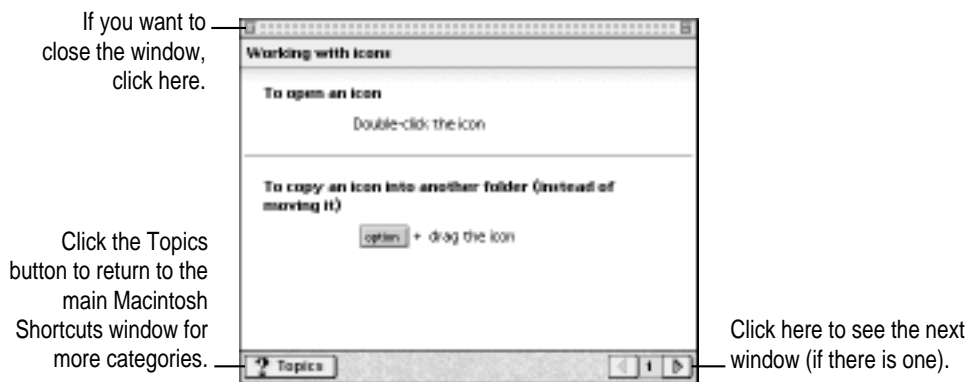 If you want to
close the window,
click here.
Working with icons
To open an icon
Double-click the icon
To copy an icon into another folder (instead of
moving it)
option + drag the icon
Click the Topics
button to return to the
main Macintosh
Shortcuts window for
more categories.
? Topics
1
Click here to see the next
window (if there is one).